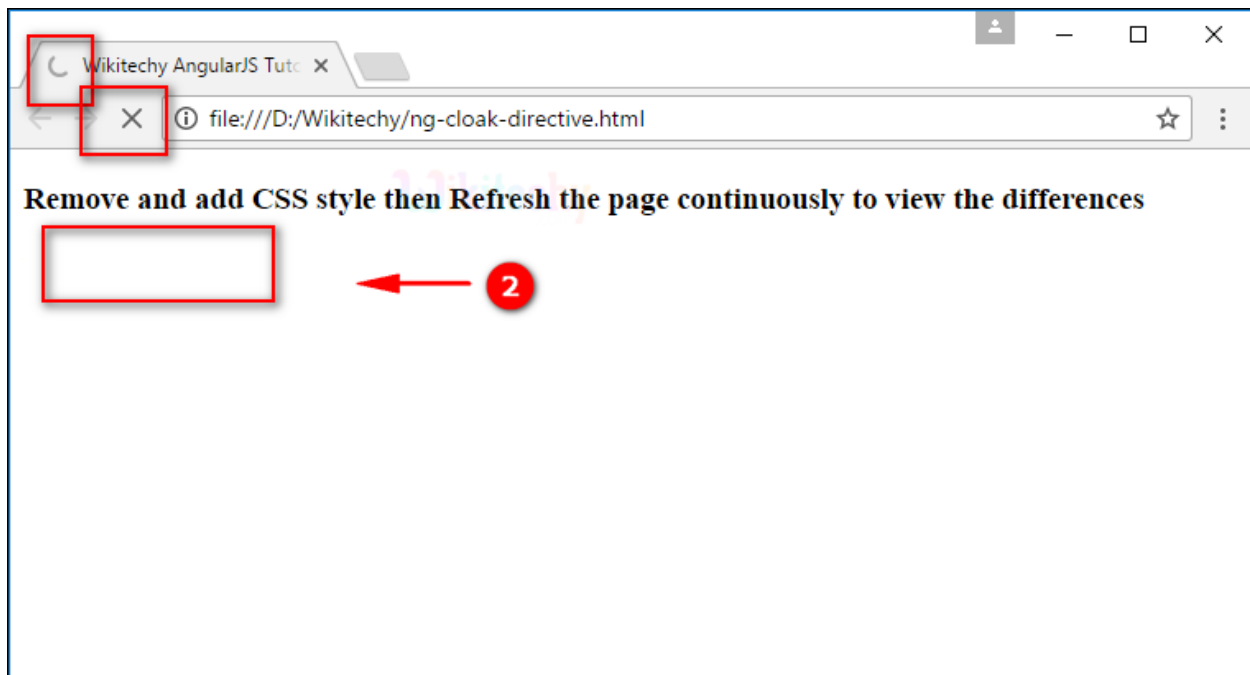 Wikitechy AngularJS Tuto
file:///D:/Wikitechy/ng-cloak-directive.html
Wikitechy
Remove and add CSS style then Refresh the page continuously to view the differences
2